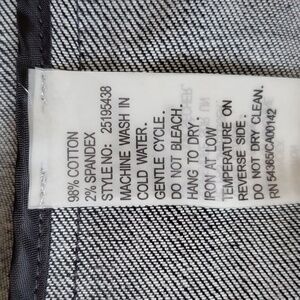 98% COTTON
2% SPANDEX
STYLE NO: 25195438
MACHINE WASH IN
COLD WATER.
GENTLE CYCLE.
DO NOT BLEACH.
HANG TO DRY.
IRON AT LOW
TEMPERATURE ON
REVERSE SIDE.
DO NOT DRY CLEAN.
RN 54385/CA00142